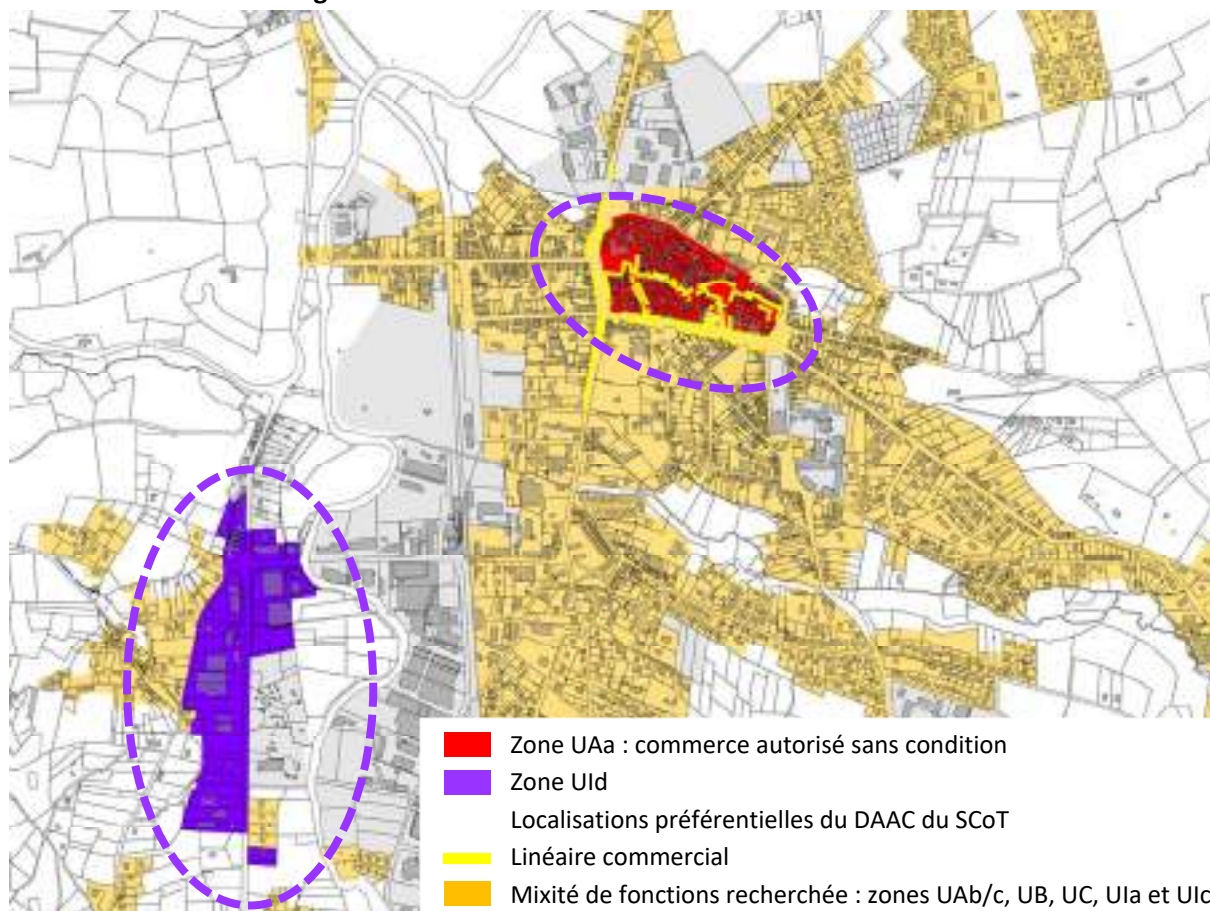 Zone UAa : commerce autorisé sans condition
Zone UId
Localisations préférentielles du DAAC du SCoT
Linéaire commercial
Mixité de fonctions recherchée : zones UAb/c, UB, UC, UIa et UIc